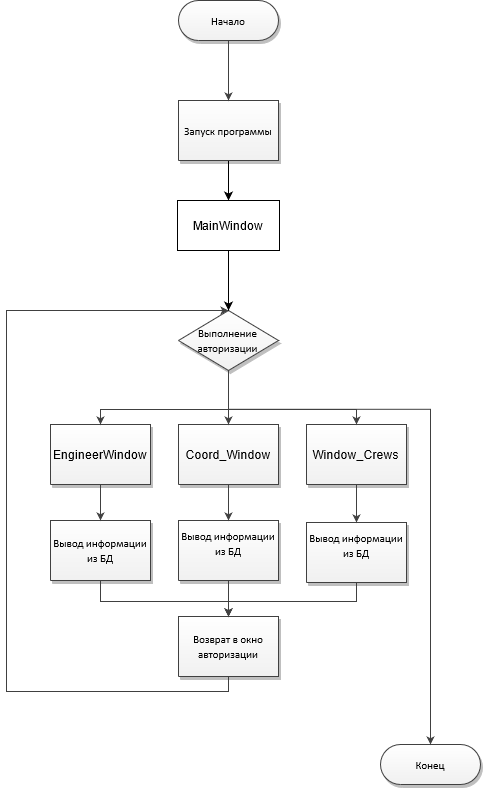 Начало
Запуск программы
MainWindow
Выполнение
авторизации
EngineerWindow
Coord_Window
Window_Crews
Вывод информации
из БД
Вывод информации
из БД
Вывод информации
из БД
Возврат в окно
авторизации
Конец